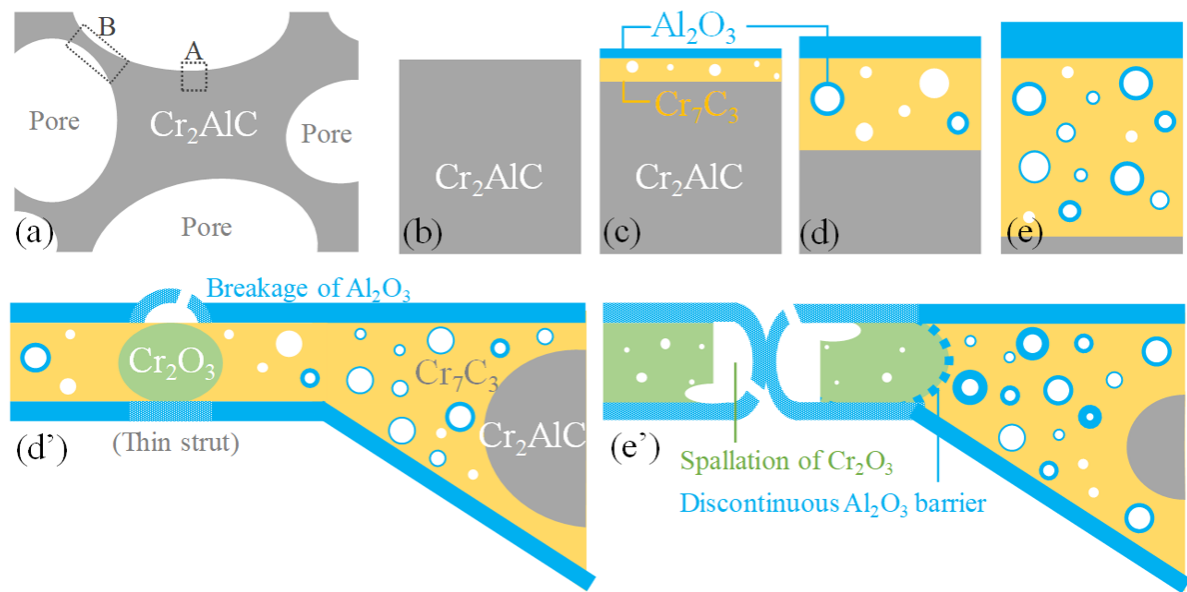 B
A
Pore
Cr₂AlC
Pore
Pore
(a)
Cr₂AlC
(b)
Al₂O₃
Cr₇C₃
Cr₂AlC
(c)
(d)
(e)
Breakage of Al₂O₃
Cr₂O₃
Cr₇C₃
Cr₂AlC
(d’)
(Thin strut)
(e’)
Spallation of Cr₂O₃
Discontinuous Al₂O₃ barrier